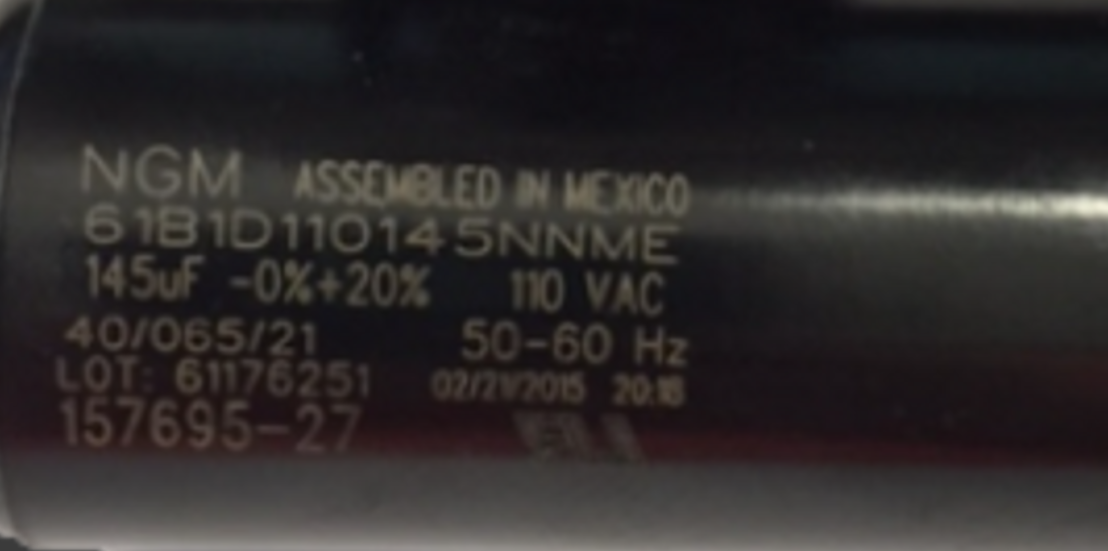 NGM ASSEMBLED IN MEXICO
61B1D110145NNME
145uF -0%+20% 110 VAC
40/065/21 50-60 Hz
LOT: 61176251 02/21/2015 20:18
157695-27